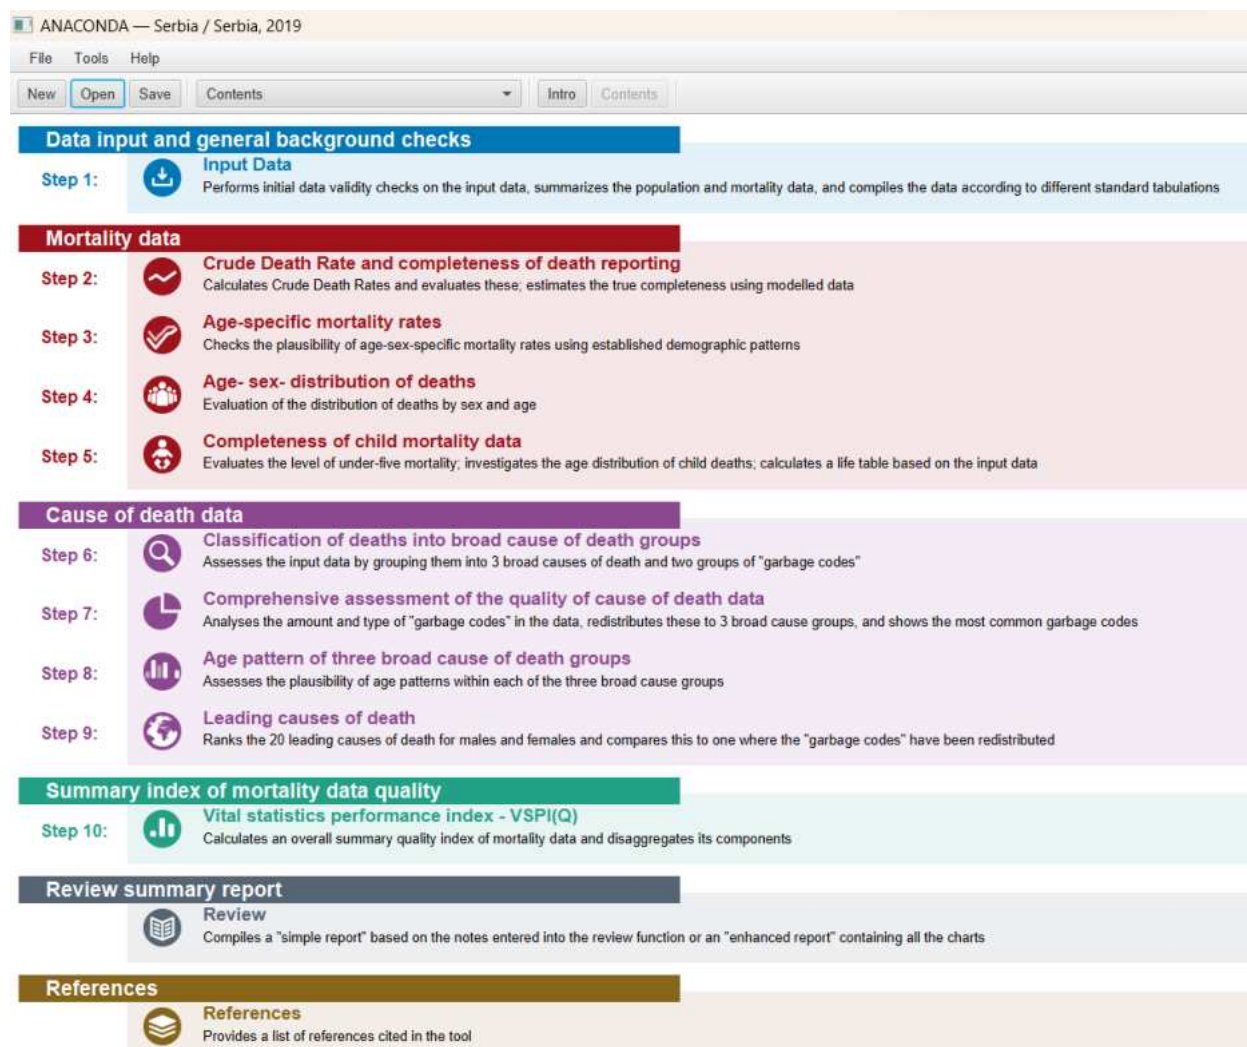 ANACONDA — Serbia / Serbia, 2019
File Tools Help
New Open Save Contents Intro Contents
Data input and general background checks
Step 1: Input Data
Performs initial data validity checks on the input data, summarizes the population and mortality data, and compiles the data according to different standard tabulations
Mortality data
Step 2: Crude Death Rate and completeness of death reporting
Calculates Crude Death Rates and evaluates these; estimates the true completeness using modelled data
Step 3: Age-specific mortality rates
Checks the plausibility of age-sex-specific mortality rates using established demographic patterns
Step 4: Age- sex- distribution of deaths
Evaluation of the distribution of deaths by sex and age
Step 5: Completeness of child mortality data
Evaluates the level of under-five mortality; investigates the age distribution of child deaths; calculates a life table based on the input data
Cause of death data
Step 6: Classification of deaths into broad cause of death groups
Assesses the input data by grouping them into 3 broad causes of death and two groups of "garbage codes"
Step 7: Comprehensive assessment of the quality of cause of death data
Analyses the amount and type of "garbage codes" in the data, redistributes these to 3 broad cause groups, and shows the most common garbage codes
Step 8: Age pattern of three broad cause of death groups
Assesses the plausibility of age patterns within each of the three broad cause groups
Step 9: Leading causes of death
Ranks the 20 leading causes of death for males and females and compares this to one where the "garbage codes" have been redistributed
Summary index of mortality data quality
Step 10: Vital statistics performance index - VSPI(Q)
Calculates an overall summary quality index of mortality data and disaggregates its components
Review summary report
Review
Compiles a "simple report" based on the notes entered into the review function or an "enhanced report" containing all the charts
References
References
Provides a list of references cited in the tool